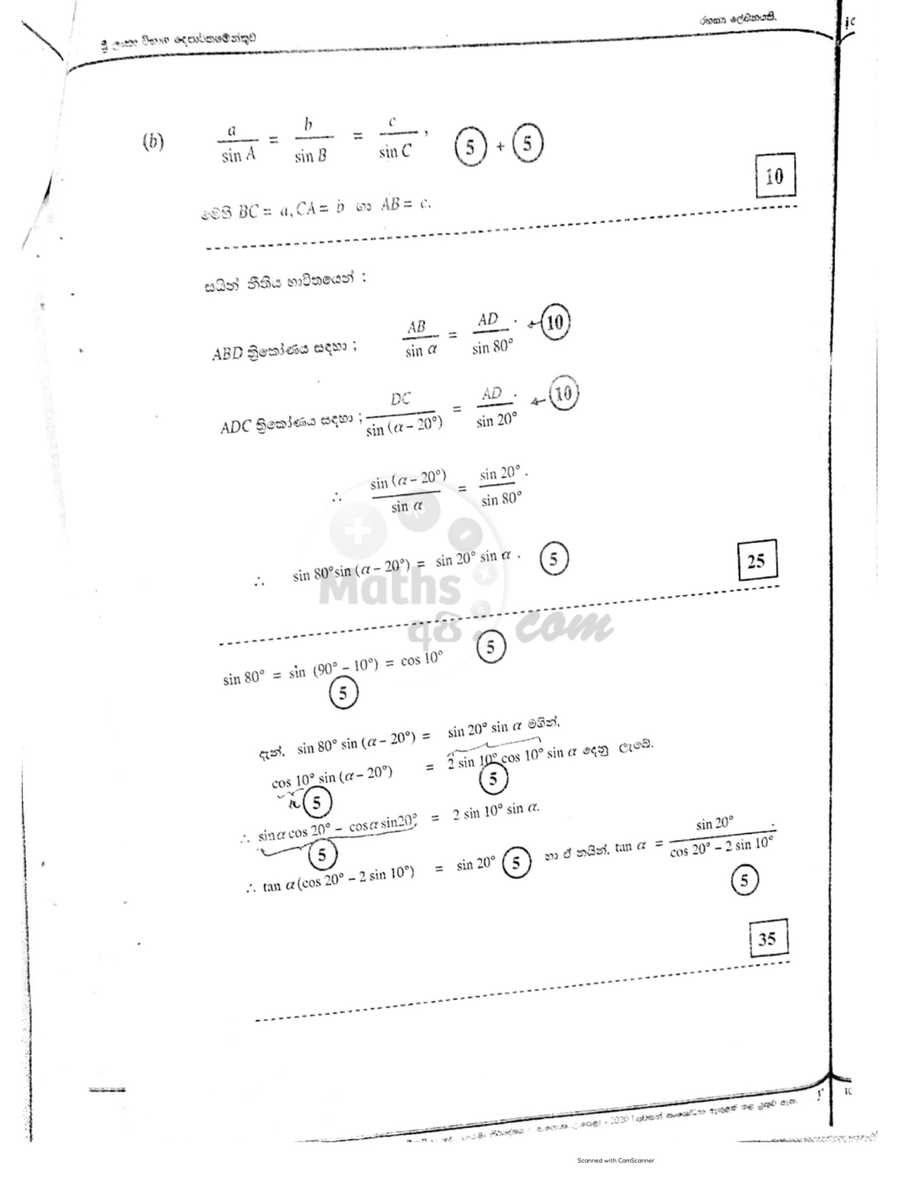 ශ්‍රී ලංකා විභාග දෙපාර්තමේන්තුව
රහස්‍ය ලේඛනයකි.
(b) a/sin A = b/sin B = c/sin C , 5 + 5
10
මෙහි BC = a, CA = b හා AB = c.
සයින් නීතිය භාවිතයෙන් :
ABD ත්‍රිකෝණය සඳහා ; AB/sin α = AD/sin 80° . 10
ADC ත්‍රිකෝණය සඳහා ; DC/sin (α – 20°) = AD/sin 20° . 10
∴ sin (α – 20°)/sin α = sin 20°/sin 80° .
∴ sin 80° sin (α – 20°) = sin 20° sin α . 5
25
Maths
අපි . com
sin 80° = sin (90° – 10°) = cos 10° 5
5
දැන්, sin 80° sin (α – 20°) = sin 20° sin α මගින්,
cos 10° sin (α – 20°) = 2 sin 10° cos 10° sin α දෙනු ලැබේ.
5 5
∴ sin α cos 20° – cos α sin 20° = 2 sin 10° sin α.
5
∴ tan α (cos 20° – 2 sin 10°) = sin 20° 5 හා ඒ නයින්, tan α = sin 20°/cos 20° – 2 sin 10° .
5
35
Scanned with CamScanner